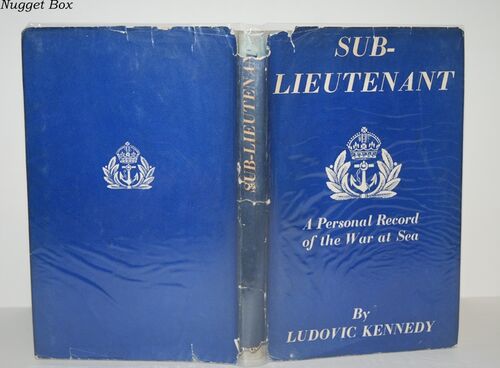 Nugget Box
SUB-LIEUTENANT
SUB-
LIEUTENANT
A Personal Record
of the War at Sea
By
LUDOVIC KENNEDY